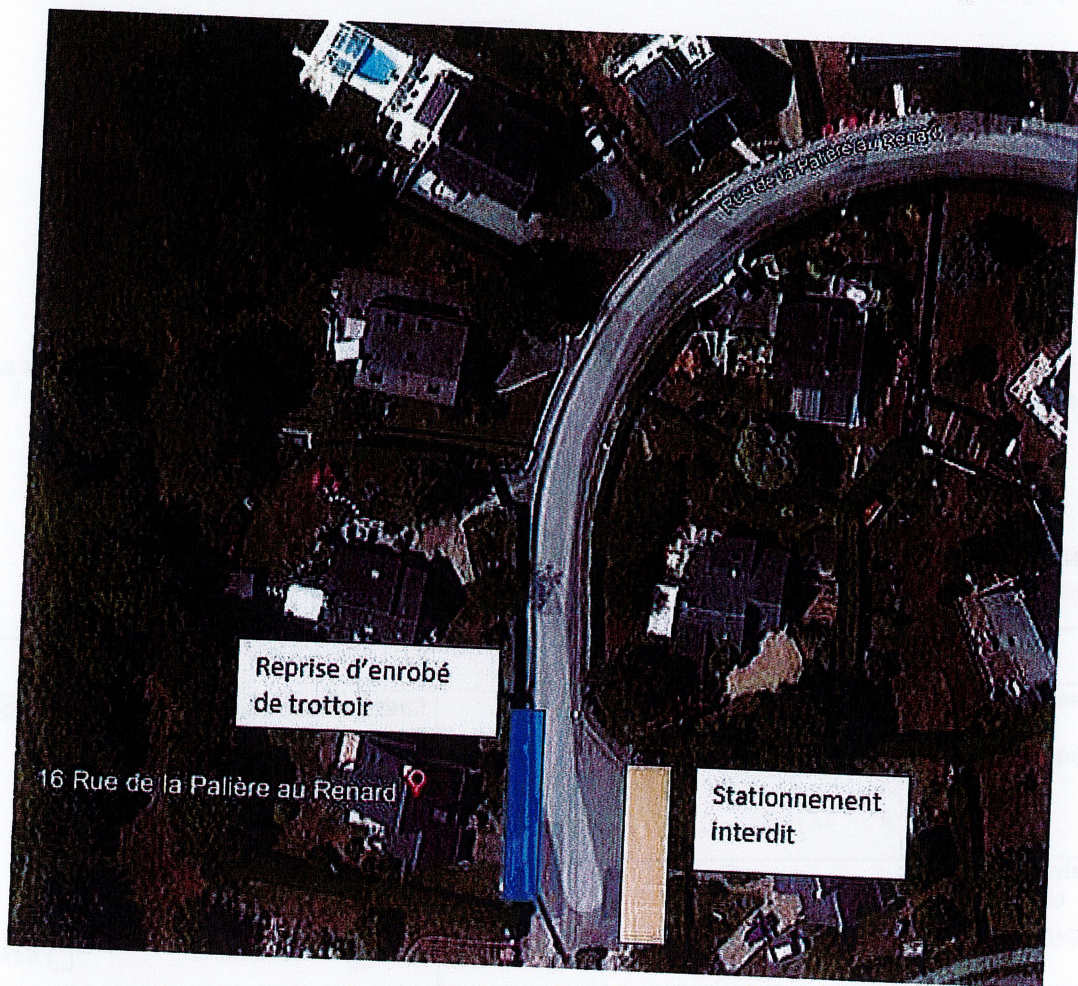 Rue de la Palière au Renard
Reprise d'enrobé
de trottoir
16 Rue de la Palière au Renard
Stationnement
interdit